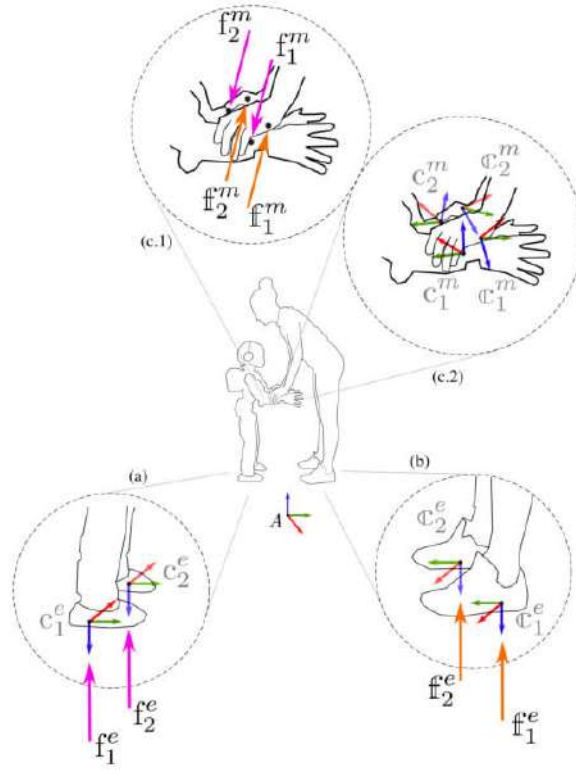 f₂ᵐ f₁ᵐ
𝕗₂ᵐ 𝕗₁ᵐ
(c.1)
c₂ᵐ ℂ₂ᵐ
c₁ᵐ ℂ₁ᵐ
(c.2)
(a)
(b)
A
c₁ᵉ c₂ᵉ
f₁ᵉ f₂ᵉ
ℂ₂ᵉ ℂ₁ᵉ
𝕗₂ᵉ 𝕗₁ᵉ